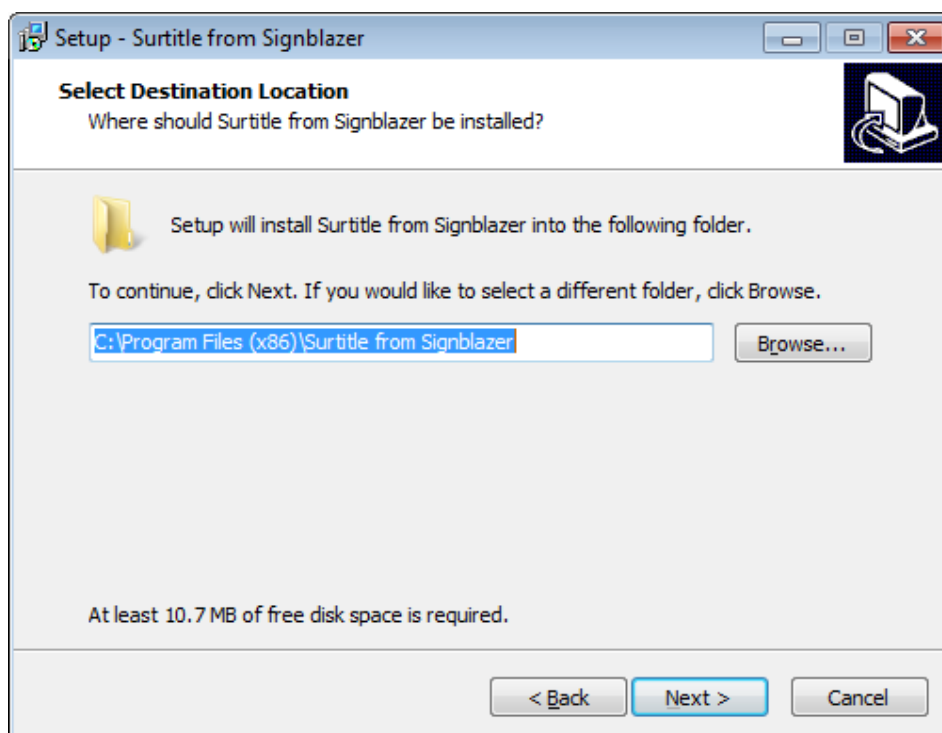 Setup - Surtitle from Signblazer
Select Destination Location
Where should Surtitle from Signblazer be installed?
Setup will install Surtitle from Signblazer into the following folder.
To continue, click Next. If you would like to select a different folder, click Browse.
C:\Program Files (x86)\Surtitle from Signblazer
Browse...
At least 10.7 MB of free disk space is required.
< Back
Next >
Cancel